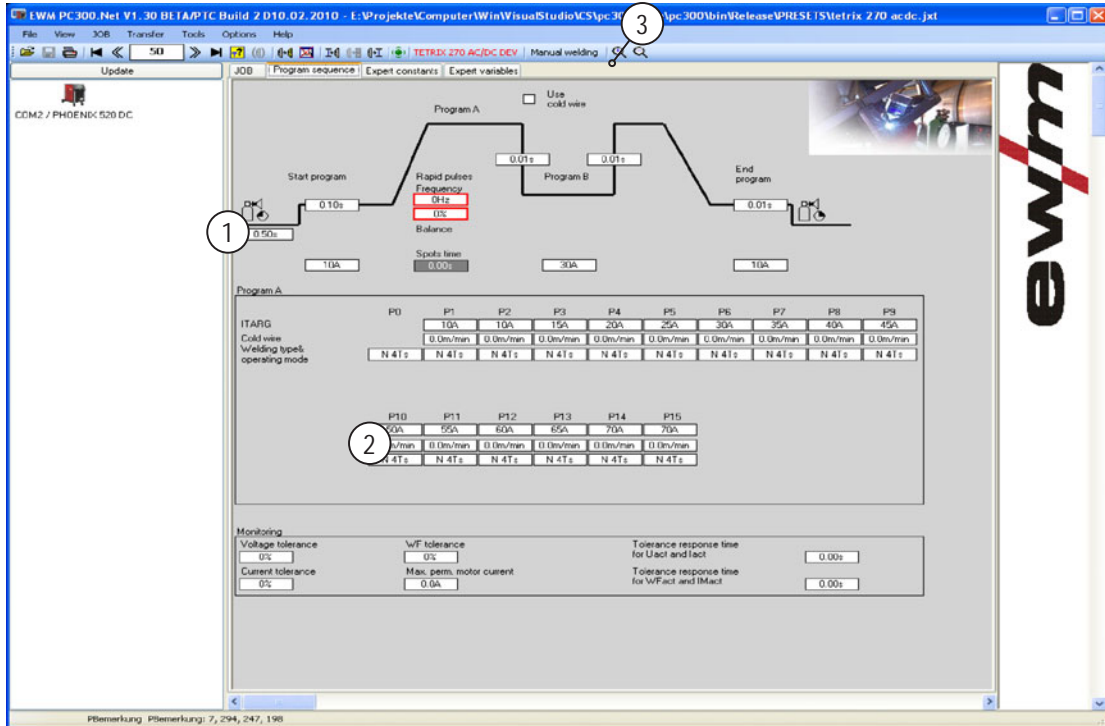 EWM PC300.Net V1.30 BETA/PTC Build 2 D10.02.2010 - E:\Projekte\Computer\Win\VisualStudio\CS\pc30 \pc300\bin\Release\PRESETS\tetrix 270 acdc.jxt
File View JOB Transfer Tools Options Help
50 TETRIX 270 AC/DC DEV Manual welding
3
Update
JOB Program sequence Expert constants Expert variables
COM2 / PHOENIX 520 DC
Use
cold wire
Program A
0.01s 0.01s
Start program
Rapid pulses
Frequency
Program B
End
program
0.10s
0Hz
0.01s
0%
Balance
1
0.50s
Spots time
10A 0.00s 30A 10A
Program A
P0 P1 P2 P3 P4 P5 P6 P7 P8 P9
ITARG 10A 10A 15A 20A 25A 30A 35A 40A 45A
Cold wire 0.0m/min 0.0m/min 0.0m/min 0.0m/min 0.0m/min 0.0m/min 0.0m/min 0.0m/min 0.0m/min
Welding type&
operating mode N 4Ts N 4Ts N 4Ts N 4Ts N 4Ts N 4Ts N 4Ts N 4Ts N 4Ts N 4Ts
P10 P11 P12 P13 P14 P15
50A 55A 60A 65A 70A 70A
2
m/min 0.0m/min 0.0m/min 0.0m/min 0.0m/min 0.0m/min
N 4Ts N 4Ts N 4Ts N 4Ts N 4Ts N 4Ts
Monitoring
Voltage tolerance
0%
WF tolerance
0%
Tolerance response time
for Uact and Iact
0.00s
Current tolerance
0%
Max. perm. motor current
0.0A
Tolerance response time
for WFact and IMact
0.00s
ewm
PBemerkung PBemerkung: 7, 294, 247, 198